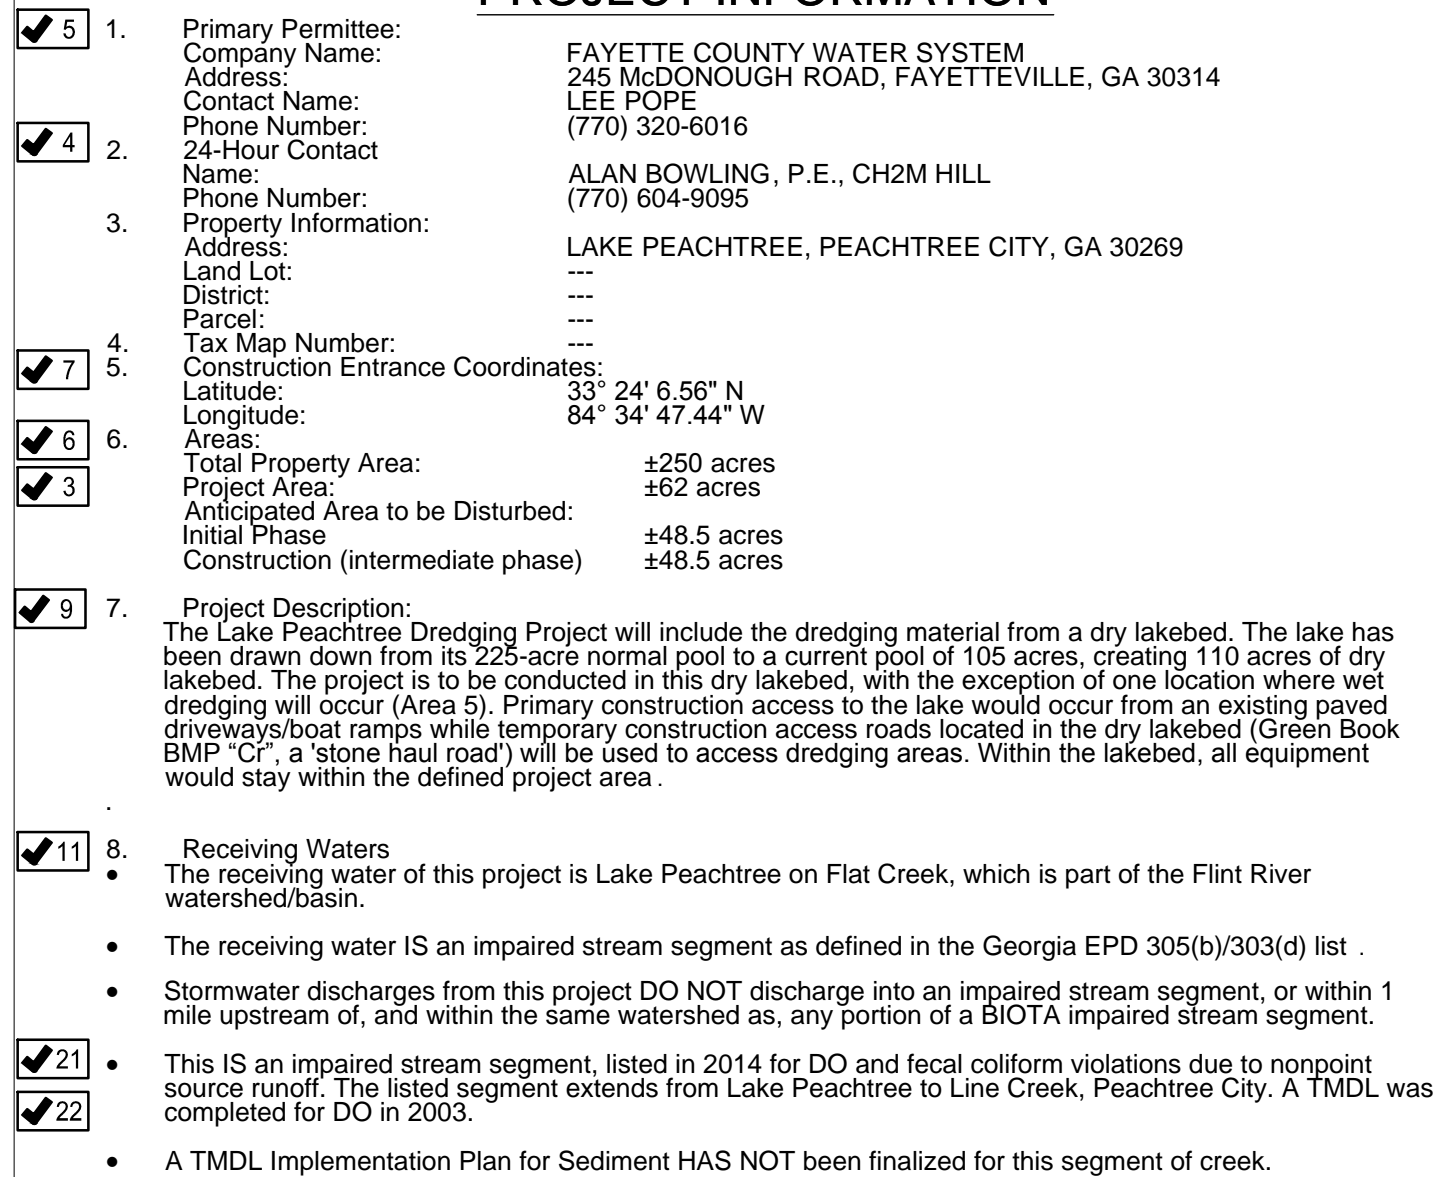 PROJECT INFORMATION
✔ 5 1. Primary Permittee:
Company Name: FAYETTE COUNTY WATER SYSTEM
Address: 245 McDONOUGH ROAD, FAYETTEVILLE, GA 30314
Contact Name: LEE POPE
Phone Number: (770) 320-6016
✔ 4 2. 24-Hour Contact
Name: ALAN BOWLING, P.E., CH2M HILL
Phone Number: (770) 604-9095
3. Property Information:
Address: LAKE PEACHTREE, PEACHTREE CITY, GA 30269
Land Lot: ---
District: ---
Parcel: ---
4. Tax Map Number: ---
✔ 7 5. Construction Entrance Coordinates:
Latitude: 33° 24' 6.56" N
Longitude: 84° 34' 47.44" W
✔ 6 6. Areas:
Total Property Area: ±250 acres
✔ 3 Project Area: ±62 acres
Anticipated Area to be Disturbed:
Initial Phase ±48.5 acres
Construction (intermediate phase) ±48.5 acres
✔ 9 7. Project Description:
The Lake Peachtree Dredging Project will include the dredging material from a dry lakebed. The lake has
been drawn down from its 225-acre normal pool to a current pool of 105 acres, creating 110 acres of dry
lakebed. The project is to be conducted in this dry lakebed, with the exception of one location where wet
dredging will occur (Area 5). Primary construction access to the lake would occur from an existing paved
driveways/boat ramps while temporary construction access roads located in the dry lakebed (Green Book
BMP “Cr”, a 'stone haul road') will be used to access dredging areas. Within the lakebed, all equipment
would stay within the defined project area .
.
✔ 11 8. Receiving Waters
• The receiving water of this project is Lake Peachtree on Flat Creek, which is part of the Flint River
watershed/basin.
• The receiving water IS an impaired stream segment as defined in the Georgia EPD 305(b)/303(d) list .
• Stormwater discharges from this project DO NOT discharge into an impaired stream segment, or within 1
mile upstream of, and within the same watershed as, any portion of a BIOTA impaired stream segment.
✔ 21 • This IS an impaired stream segment, listed in 2014 for DO and fecal coliform violations due to nonpoint
source runoff. The listed segment extends from Lake Peachtree to Line Creek, Peachtree City. A TMDL was
✔ 22 completed for DO in 2003.
• A TMDL Implementation Plan for Sediment HAS NOT been finalized for this segment of creek.